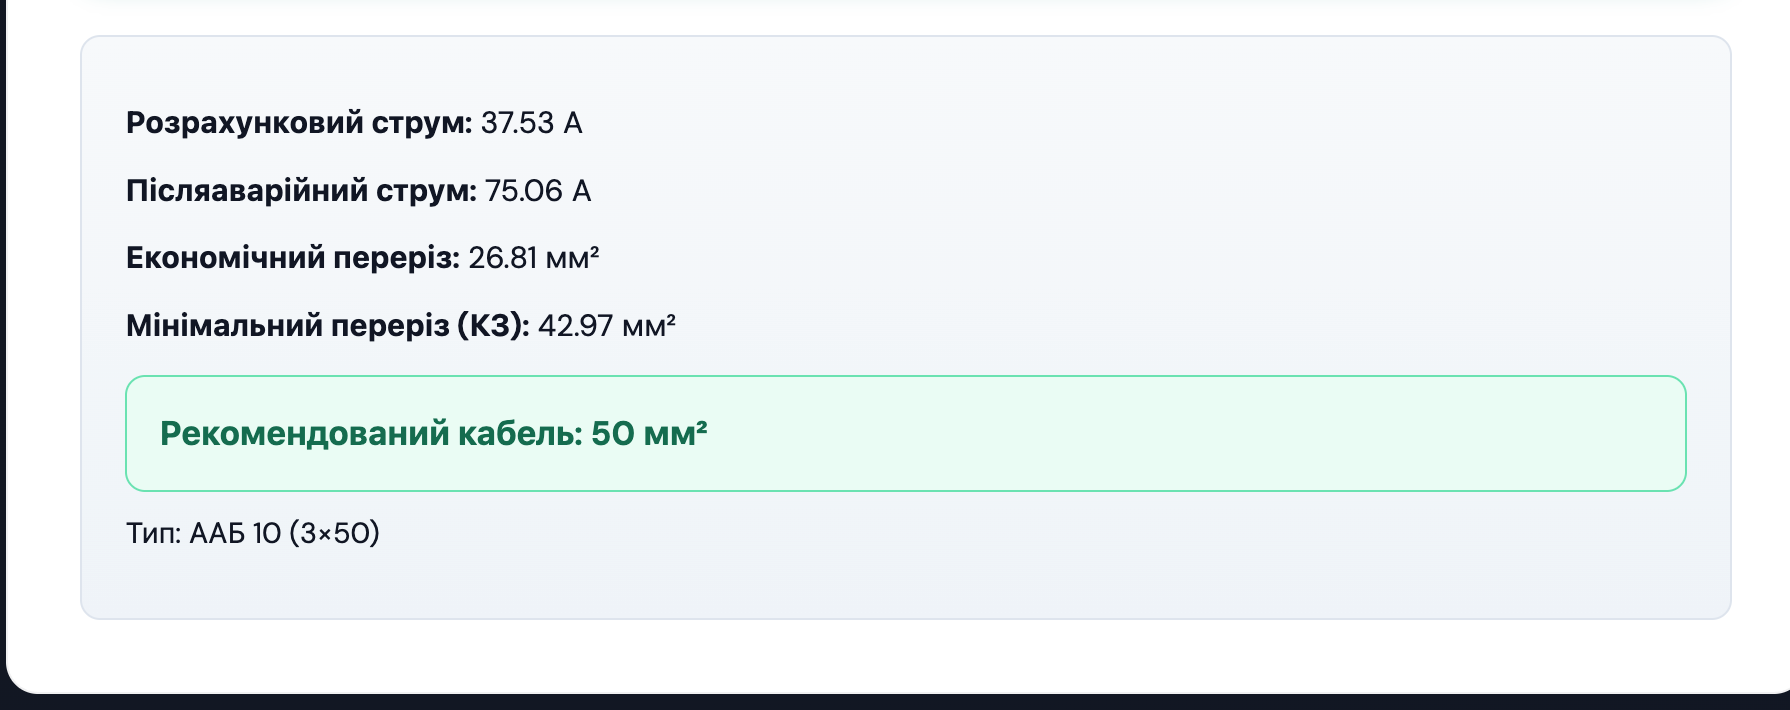 Розрахунковий струм: 37.53 А
Післяаварійний струм: 75.06 А
Економічний переріз: 26.81 мм²
Мінімальний переріз (КЗ): 42.97 мм²
Рекомендований кабель: 50 мм²
Тип: ААБ 10 (3×50)